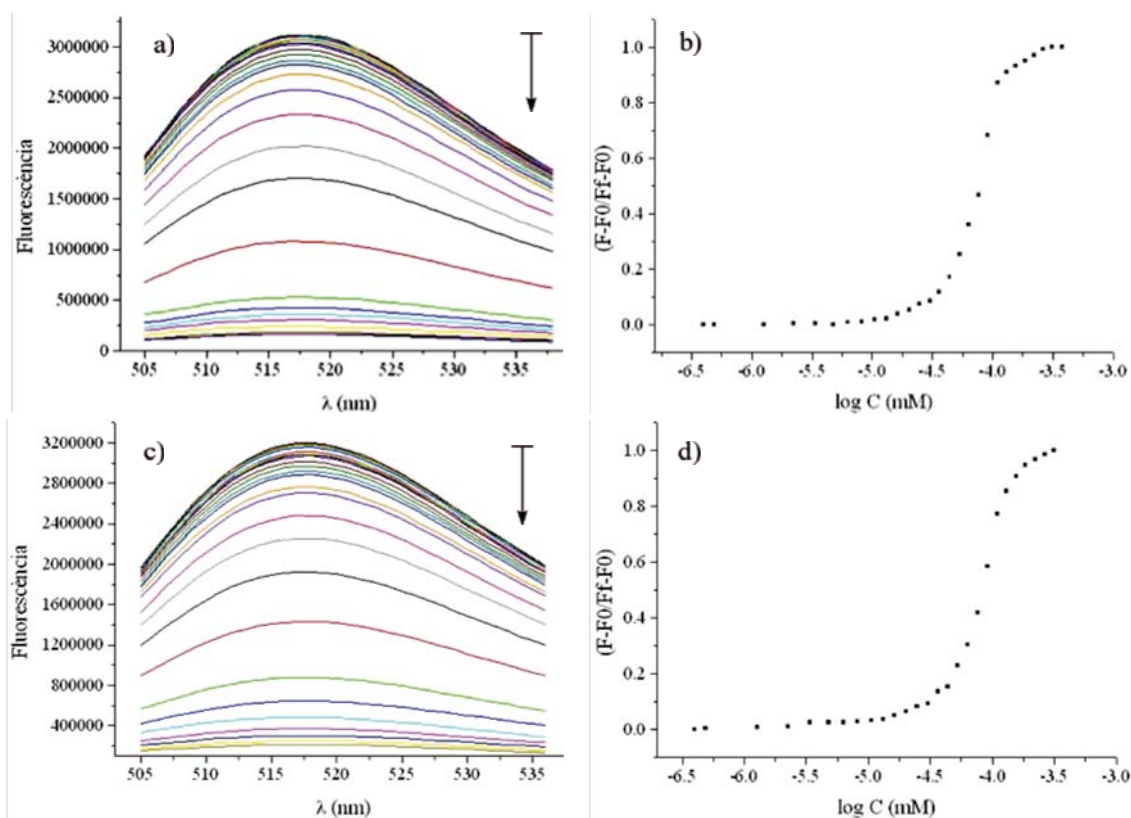 a)
Fluorescència
3000000
2500000
2000000
1500000
1000000
500000
0
505 510 515 520 525 530 535
λ (nm)
b)
(F-F0/Ff-F0)
1.0
0.8
0.6
0.4
0.2
0.0
-6.5 -6.0 -5.5 -5.0 -4.5 -4.0 -3.5 -3.0
log C (mM)
c)
Fluorescència
3200000
2800000
2400000
2000000
1600000
1200000
800000
400000
505 510 515 520 525 530 535
λ (nm)
d)
(F-F0/Ff-F0)
1.0
0.8
0.6
0.4
0.2
0.0
-6.5 -6.0 -5.5 -5.0 -4.5 -4.0 -3.5 -3.0
log C (mM)